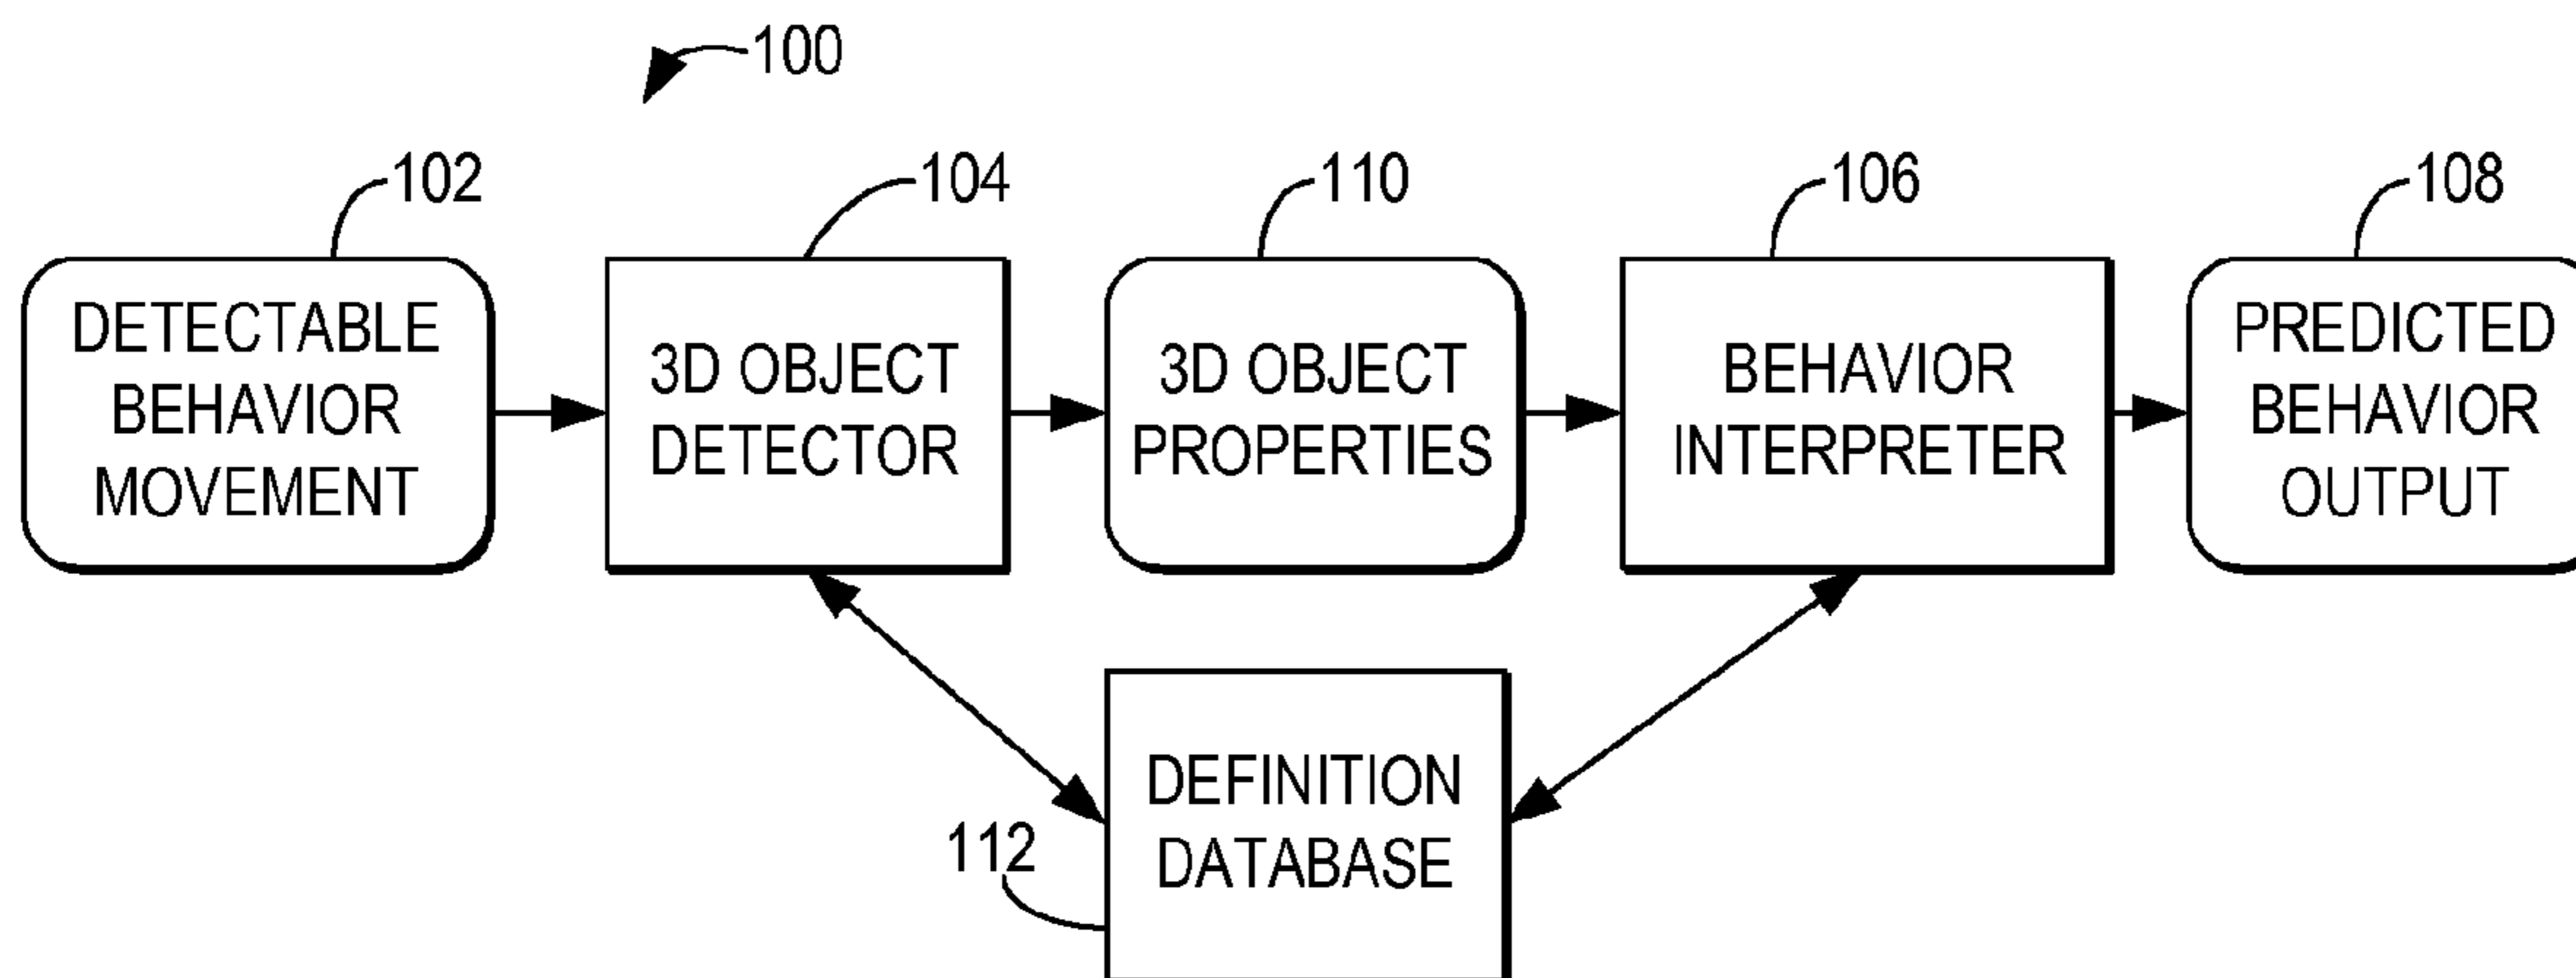 100
102
104
110
106
108
DETECTABLE
BEHAVIOR
MOVEMENT
3D OBJECT
DETECTOR
3D OBJECT
PROPERTIES
BEHAVIOR
INTERPRETER
PREDICTED
BEHAVIOR
OUTPUT
112
DEFINITION
DATABASE